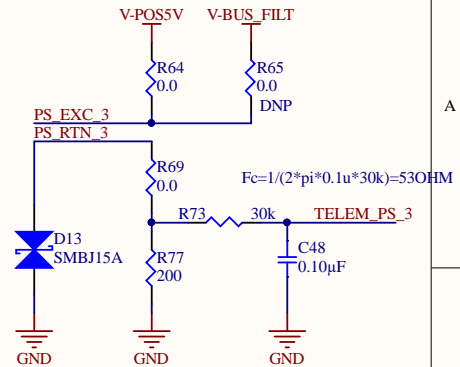 V-POS5V
V-BUS_FILT
R64
0.0
R65
0.0
DNP
A
PS_EXC_3
PS_RTN_3
R69
0.0
Fc=1/(2*pi*0.1u*30k)=53OHM
R73
30k
TELEM_PS_3
D13
SMBJ15A
R77
200
C48
0.10µF
GND
GND
GND